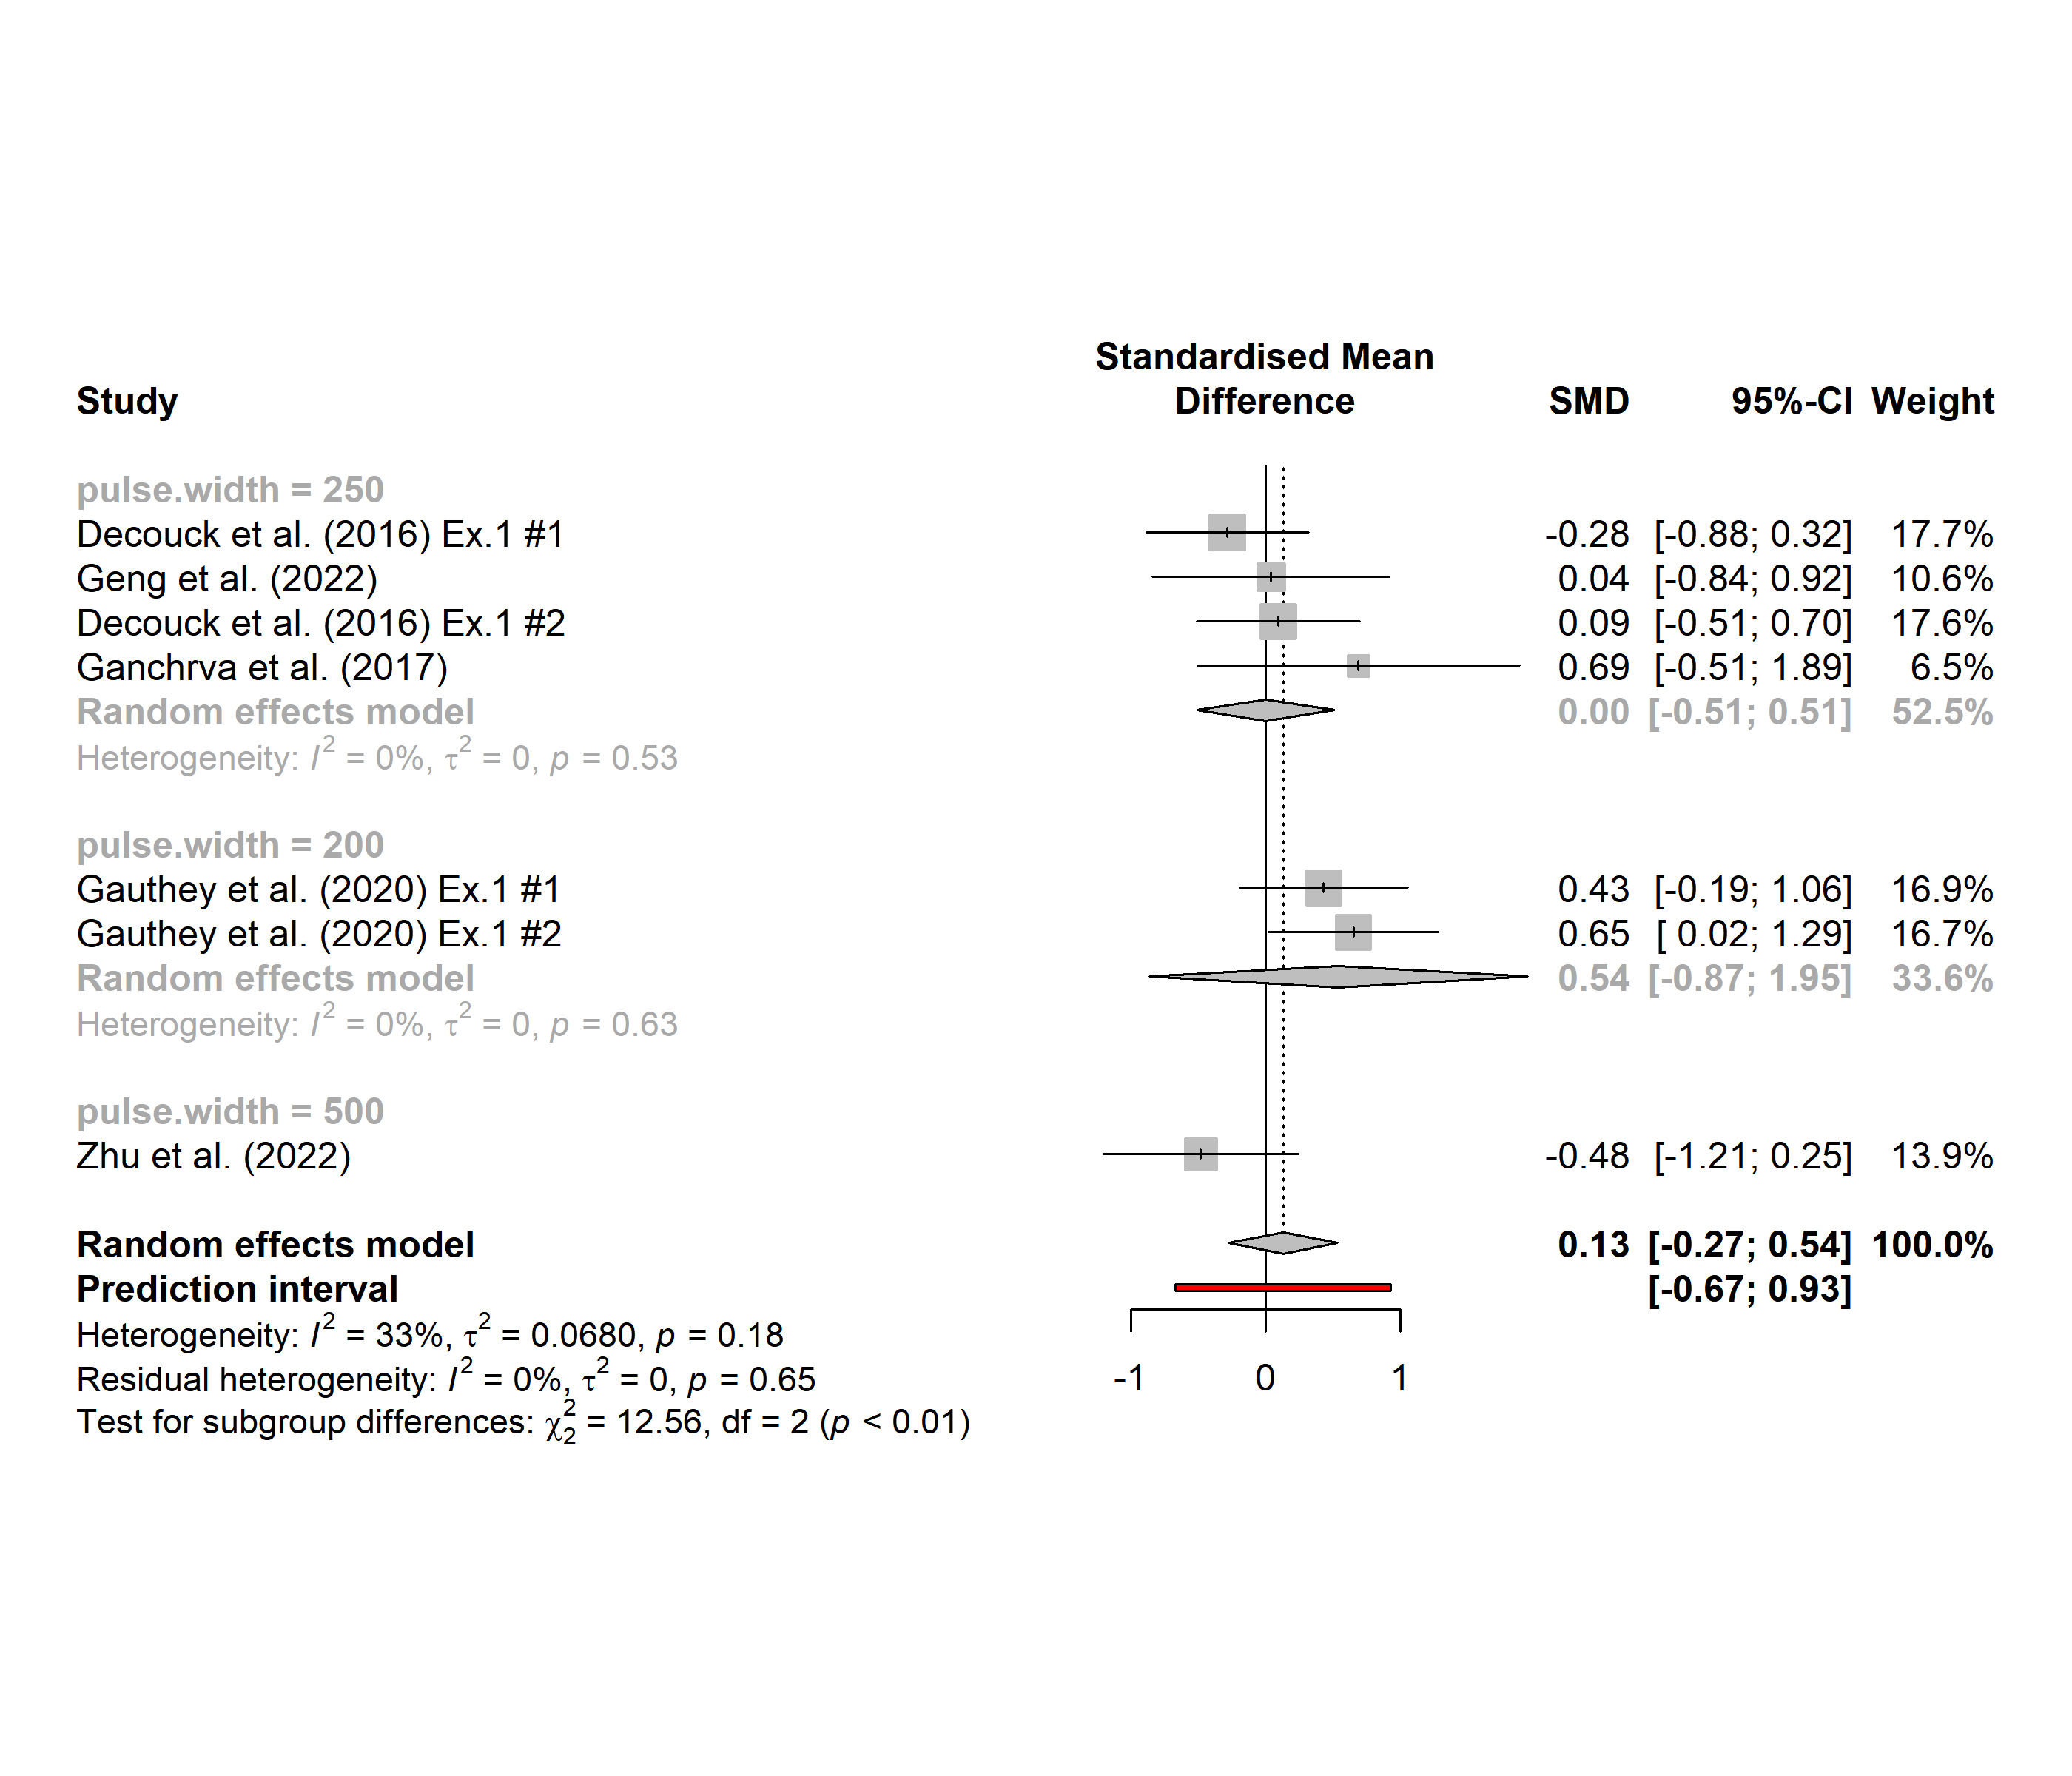 Standardised Mean
Study Difference SMD 95%-CI Weight
pulse.width = 250
Decouck et al. (2016) Ex.1 #1 -0.28 [-0.88; 0.32] 17.7%
Geng et al. (2022) 0.04 [-0.84; 0.92] 10.6%
Decouck et al. (2016) Ex.1 #2 0.09 [-0.51; 0.70] 17.6%
Ganchrva et al. (2017) 0.69 [-0.51; 1.89] 6.5%
Random effects model 0.00 [-0.51; 0.51] 52.5%
Heterogeneity: I² = 0%, τ² = 0, p = 0.53
pulse.width = 200
Gauthey et al. (2020) Ex.1 #1 0.43 [-0.19; 1.06] 16.9%
Gauthey et al. (2020) Ex.1 #2 0.65 [ 0.02; 1.29] 16.7%
Random effects model 0.54 [-0.87; 1.95] 33.6%
Heterogeneity: I² = 0%, τ² = 0, p = 0.63
pulse.width = 500
Zhu et al. (2022) -0.48 [-1.21; 0.25] 13.9%
Random effects model 0.13 [-0.27; 0.54] 100.0%
Prediction interval [-0.67; 0.93]
Heterogeneity: I² = 33%, τ² = 0.0680, p = 0.18
Residual heterogeneity: I² = 0%, τ² = 0, p = 0.65
-1 0 1
Test for subgroup differences: χ²₂ = 12.56, df = 2 (p < 0.01)